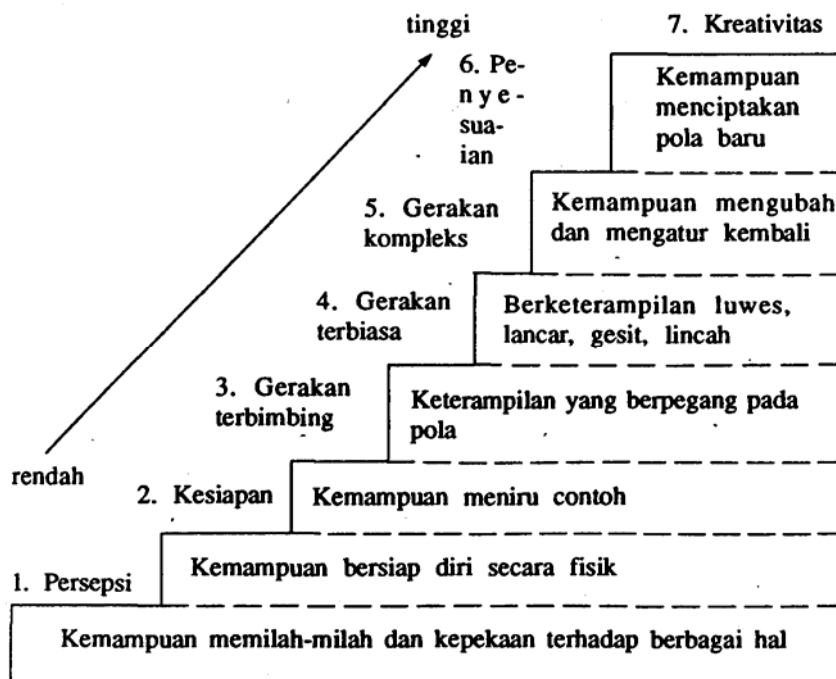 tinggi
7. Kreativitas
6. Pe-
n y e -
sua-
ian
Kemampuan
menciptakan
pola baru
5. Gerakan
kompleks
Kemampuan mengubah
dan mengatur kembali
4. Gerakan
terbiasa
Berketerampilan luwes,
lancar, gesit, lincah
3. Gerakan
terbimbing
Keterampilan yang berpegang pada
pola
rendah
2. Kesiapan
Kemampuan meniru contoh
1. Persepsi
Kemampuan bersiap diri secara fisik
Kemampuan memilah-milah dan kepekaan terhadap berbagai hal